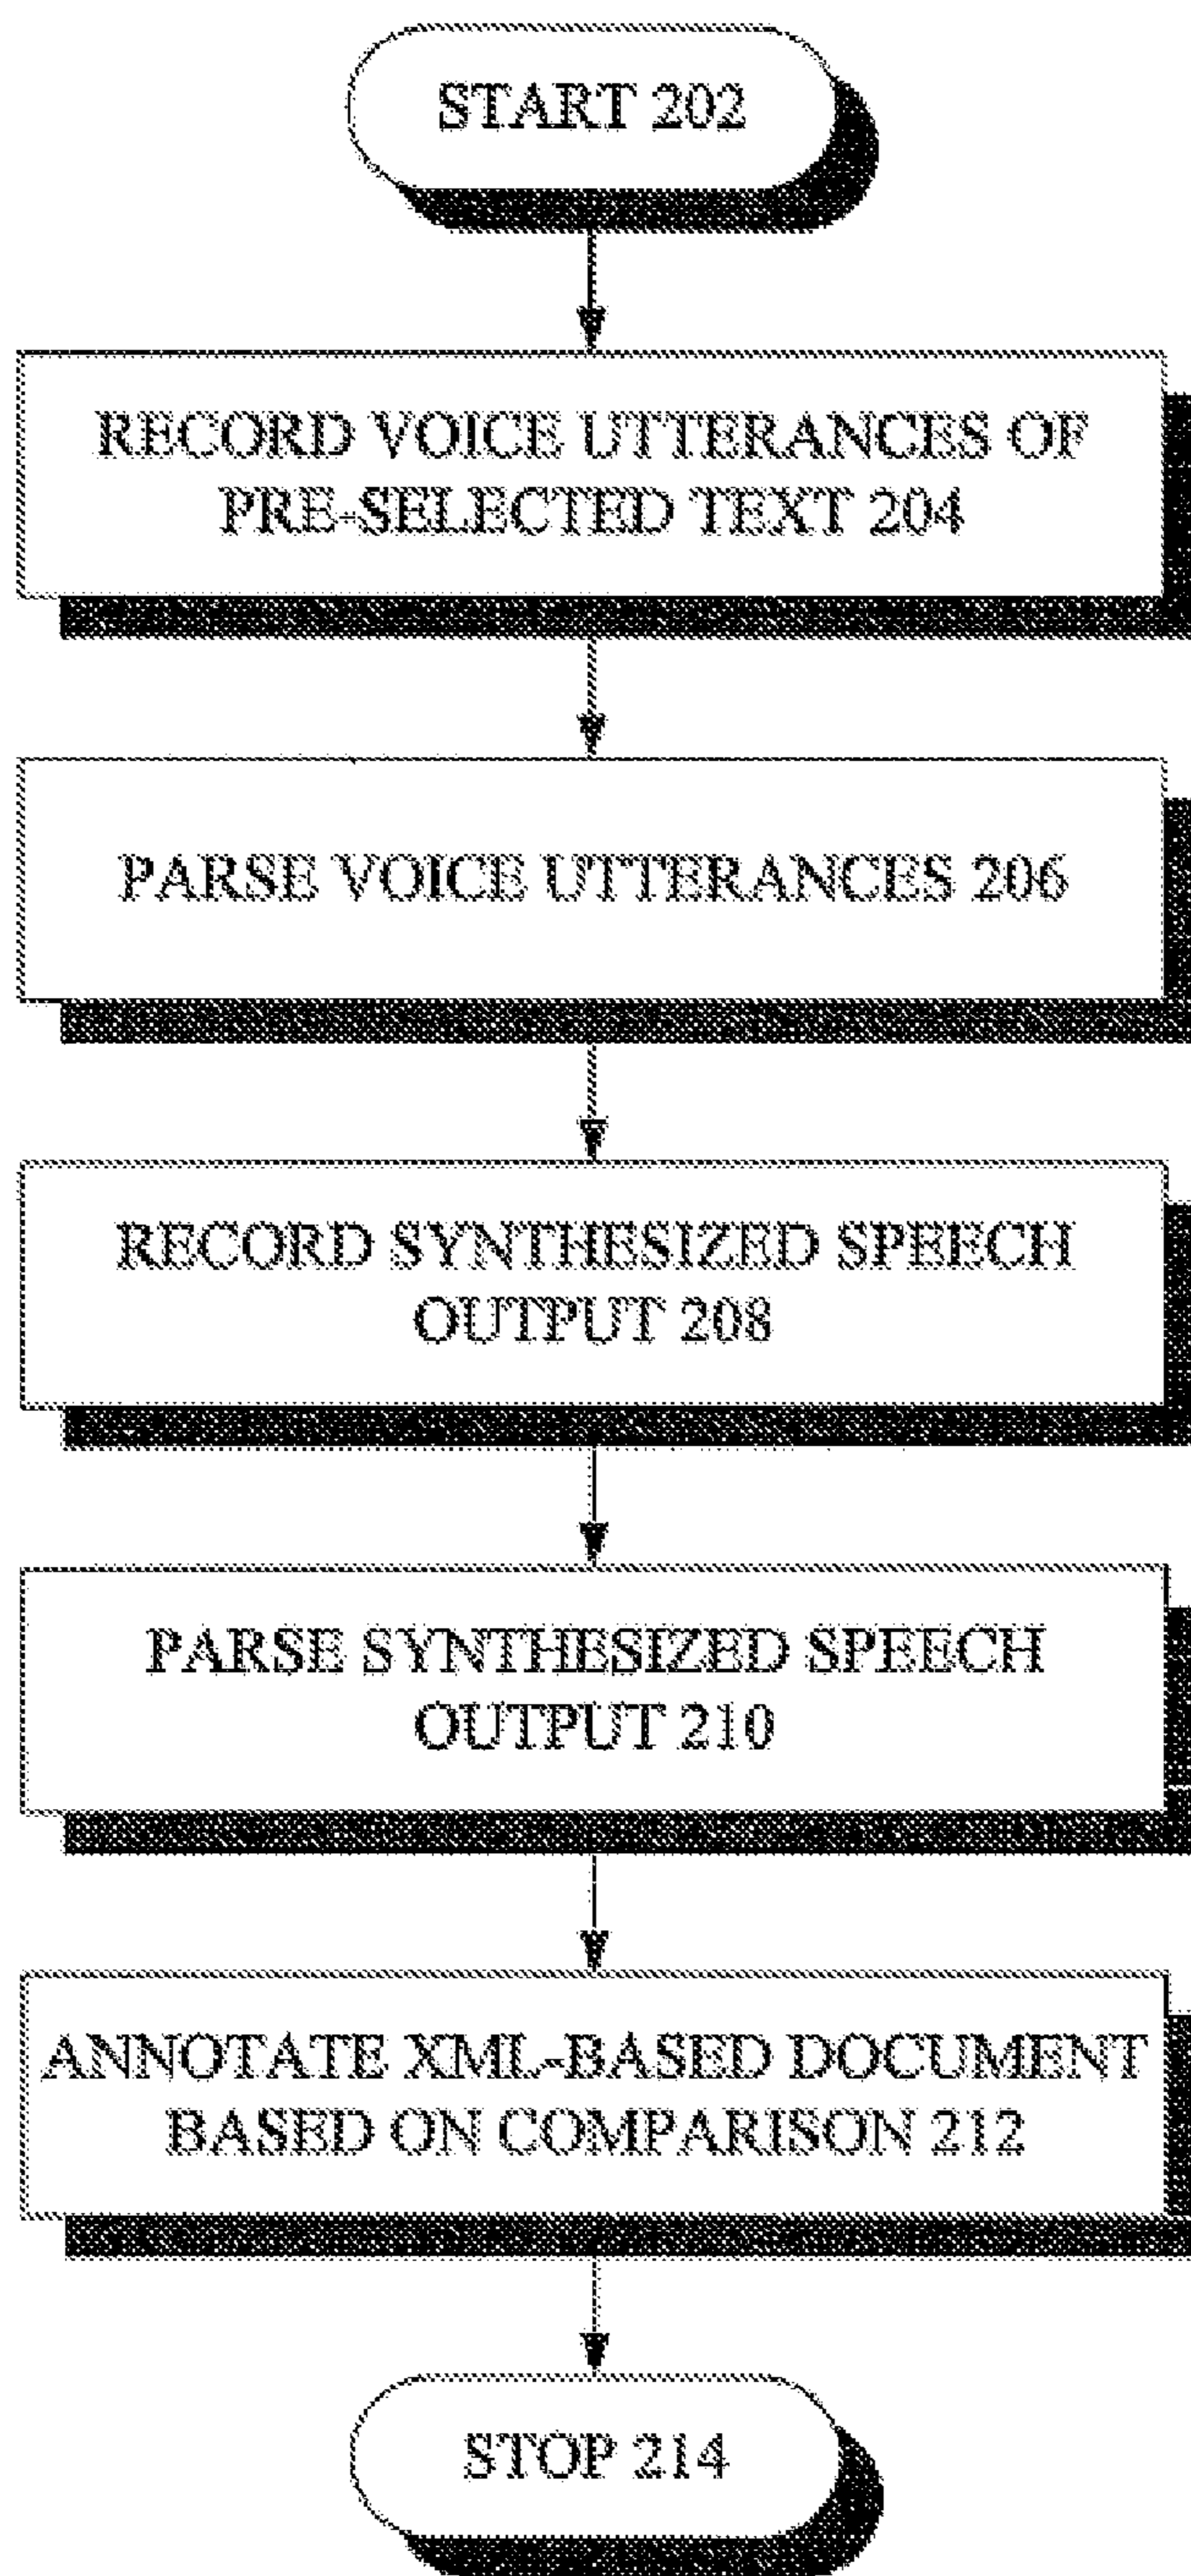 START 202
RECORD VOICE UTTERANCES OF
PRE-SELECTED TEXT 204
PARSE VOICE UTTERANCES 206
RECORD SYNTHESIZED SPEECH
OUTPUT 208
PARSE SYNTHESIZED SPEECH
OUTPUT 210
ANNOTATE XML-BASED DOCUMENT
BASED ON COMPARISON 212
STOP 214